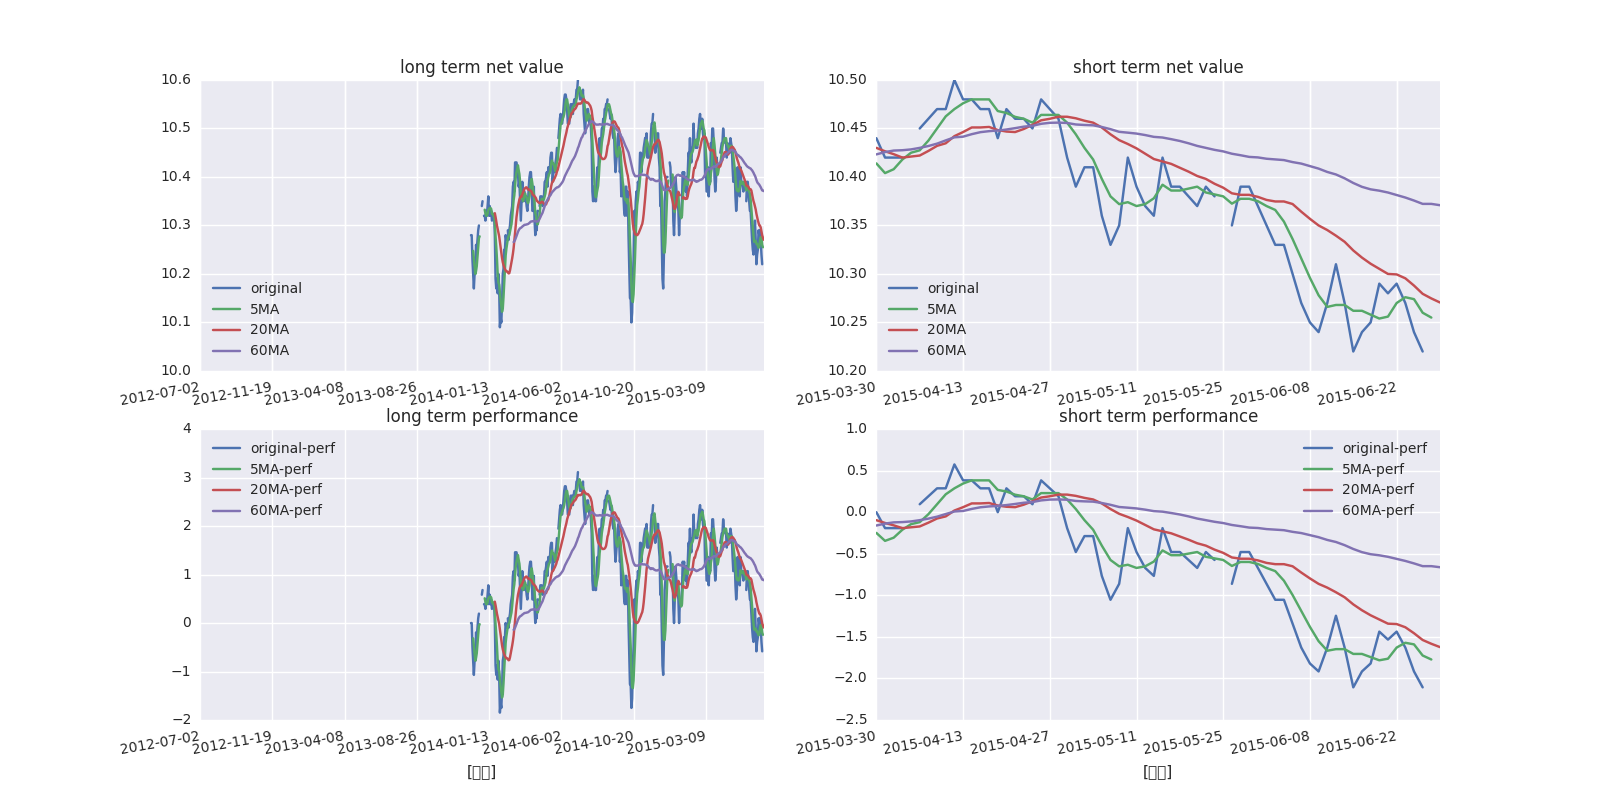 long term net value
10.6
10.5
10.4
10.3
10.2
10.1
10.0
original
5MA
20MA
60MA
2012-07-02 2012-11-19 2013-04-08 2013-08-26 2014-01-13 2014-06-02 2014-10-20 2015-03-09
short term net value
10.50
10.45
10.40
10.35
10.30
10.25
10.20
original
5MA
20MA
60MA
2015-03-30 2015-04-13 2015-04-27 2015-05-11 2015-05-25 2015-06-08 2015-06-22
long term performance
4
3
2
1
0
−1
−2
original-perf
5MA-perf
20MA-perf
60MA-perf
2012-07-02 2012-11-19 2013-04-08 2013-08-26 2014-01-13 2014-06-02 2014-10-20 2015-03-09
short term performance
1.0
0.5
0.0
−0.5
−1.0
−1.5
−2.0
−2.5
original-perf
5MA-perf
20MA-perf
60MA-perf
2015-03-30 2015-04-13 2015-04-27 2015-05-11 2015-05-25 2015-06-08 2015-06-22